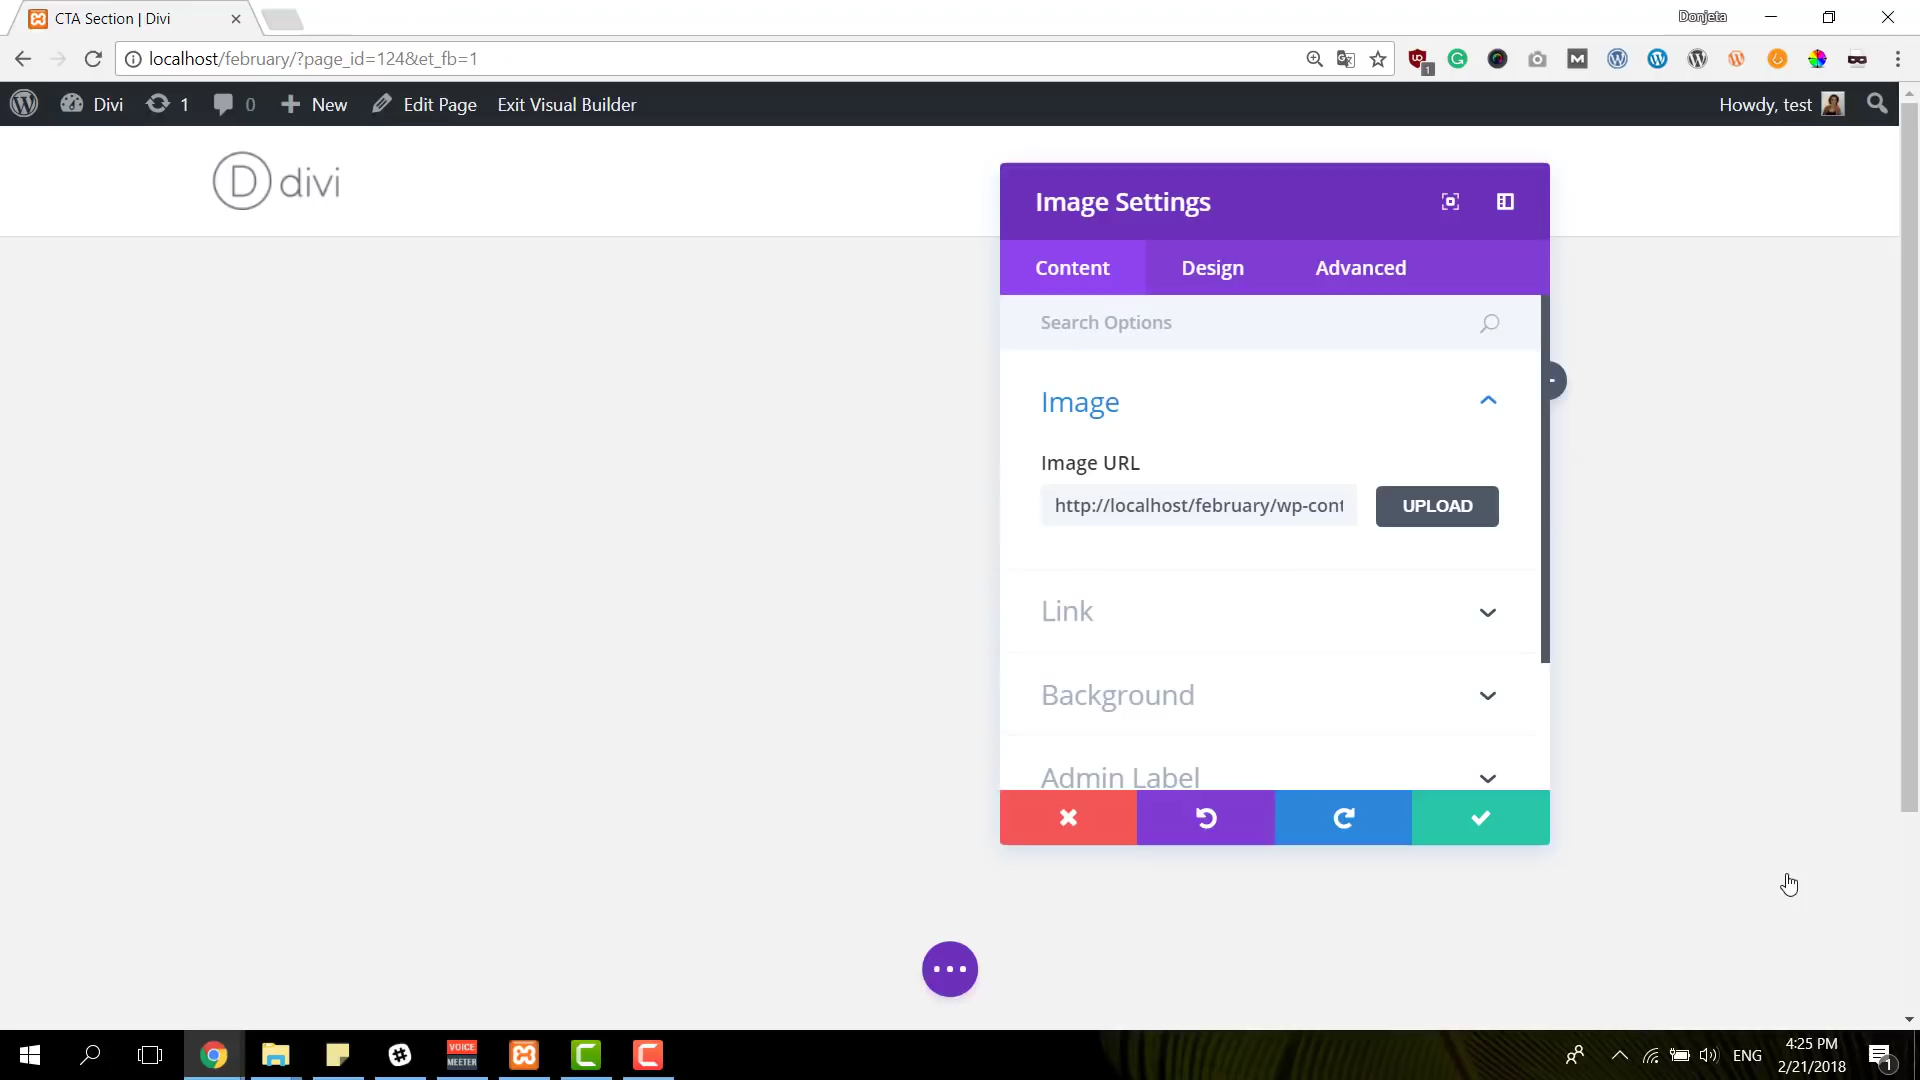 CTA Section | Divi
Donjeta
localhost/february/?page_id=124&et_fb=1
1
Divi
1
0
New
Edit Page
Exit Visual Builder
Howdy, test
D divi
Image Settings
Content
Design
Advanced
Search Options
Image
Image URL
http://localhost/february/wp-cont
UPLOAD
Link
Background
Admin Label
VOICE
MEETER
ENG
4:25 PM
2/21/2018
1